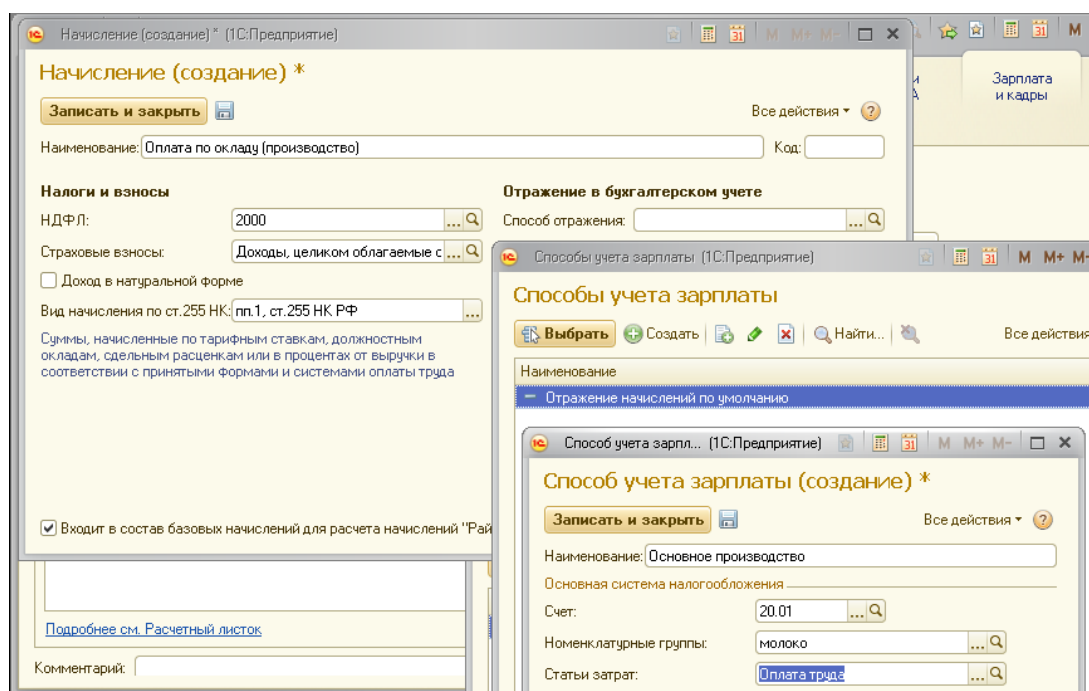 Начисление (создание) * (1С:Предприятие)
M M+ M-
M
Начисление (создание) *
Зарплата
и кадры
Записать и закрыть
Все действия
Наименование: Оплата по окладу (производство)
Код:
Налоги и взносы
Отражение в бухгалтерском учете
НДФЛ: 2000
Способ отражения:
Страховые взносы: Доходы, целиком облагаемые с
Доход в натуральной форме
Вид начисления по ст.255 НК: пп.1, ст.255 НК РФ
Суммы, начисленные по тарифным ставкам, должностным
окладам, сдельным расценкам или в процентах от выручки в
соответствии с принятыми формами и системами оплаты труда
Входит в состав базовых начислений для расчета начислений "Рай
Подробнее см. Расчетный листок
Комментарий:
Способы учета зарплаты (1С:Предприятие)
M M+ M-
Способы учета зарплаты
Выбрать
Создать
Найти...
Все действия
Наименование
Отражение начислений по умолчанию
Способ учета зарпл... (1С:Предприятие)
M M+ M-
Способ учета зарплаты (создание) *
Записать и закрыть
Все действия
Наименование: Основное производство
Основная система налогообложения
Счет: 20.01
Номенклатурные группы: молоко
Статьи затрат: Оплата труда